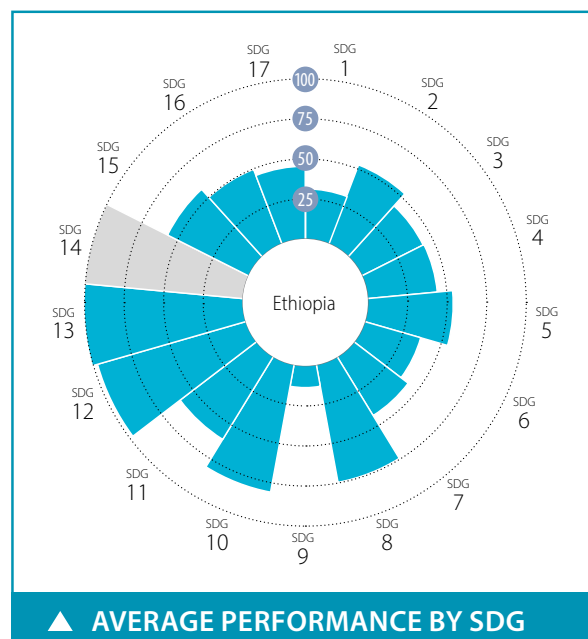 SDG
1
SDG
2
SDG
3
SDG
4
SDG
5
SDG
6
SDG
7
SDG
8
SDG
9
SDG
10
SDG
11
SDG
12
SDG
13
SDG
14
SDG
15
SDG
16
SDG
17
100
75
50
25
Ethiopia
AVERAGE PERFORMANCE BY SDG